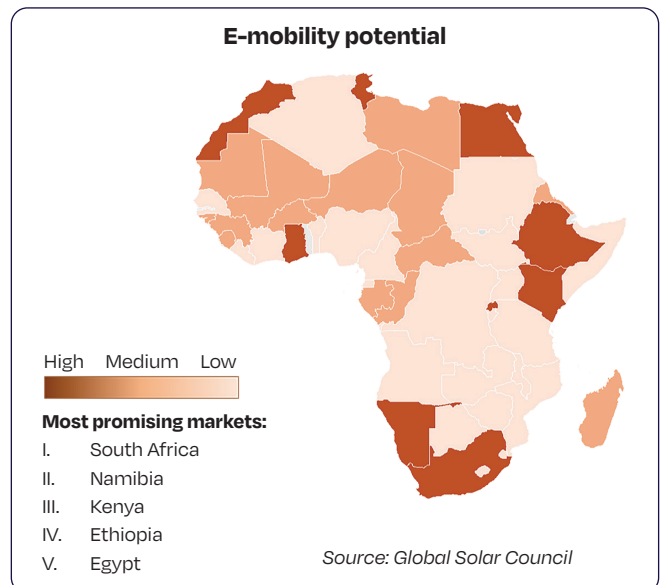 E-mobility potential
High Medium Low
Most promising markets:
I. South Africa
II. Namibia
III. Kenya
IV. Ethiopia
V. Egypt
Source: Global Solar Council